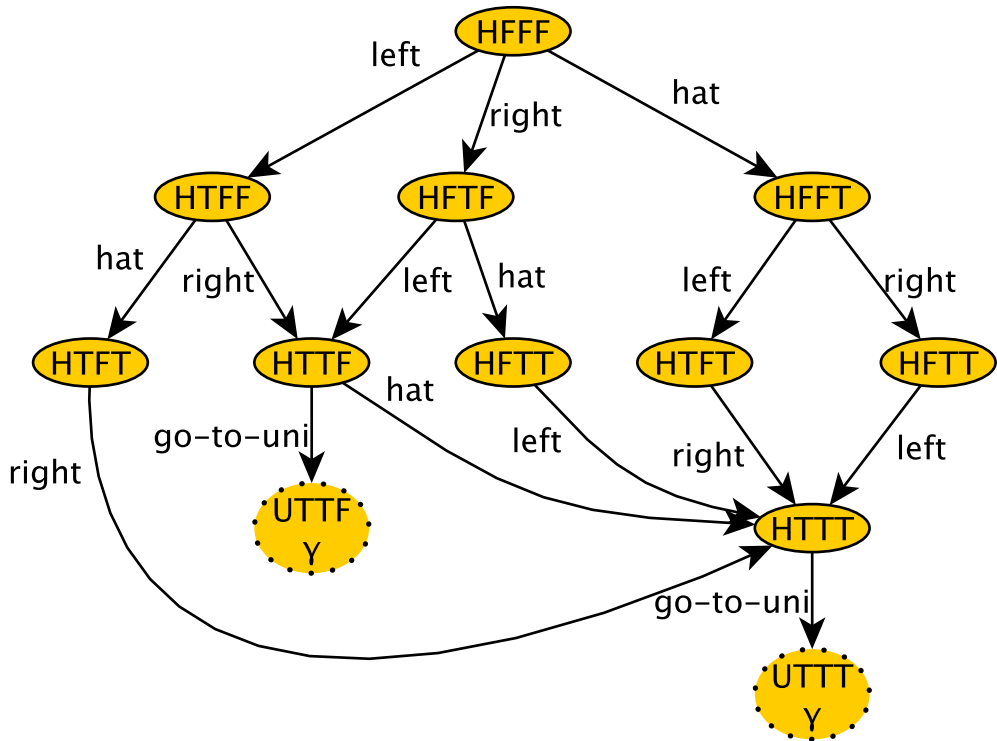 HFFF
left
right
hat
HTFF
HFTF
HFFT
hat
right
left
hat
left
right
HTFT
HTTF
HFTT
HTFT
HFTT
hat
go-to-uni
left
right
left
right
UTTF
γ
HTTT
go-to-uni
UTTT
γ